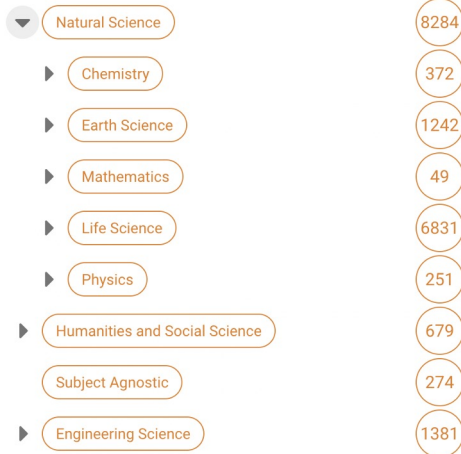 Natural Science 8284
Chemistry 372
Earth Science 1242
Mathematics 49
Life Science 6831
Physics 251
Humanities and Social Science 679
Subject Agnostic 274
Engineering Science 1381